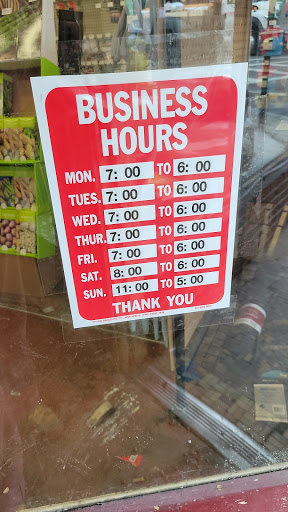 BUSINESS
HOURS
MON. 7: 00 TO 6: 00
TUES. 7: 00 TO 6: 00
WED. 7: 00 TO 6: 00
THUR. 7: 00 TO 6: 00
FRI. 7: 00 TO 6: 00
SAT. 8: 00 TO 6: 00
SUN. 11: 00 TO 5: 00
THANK YOU